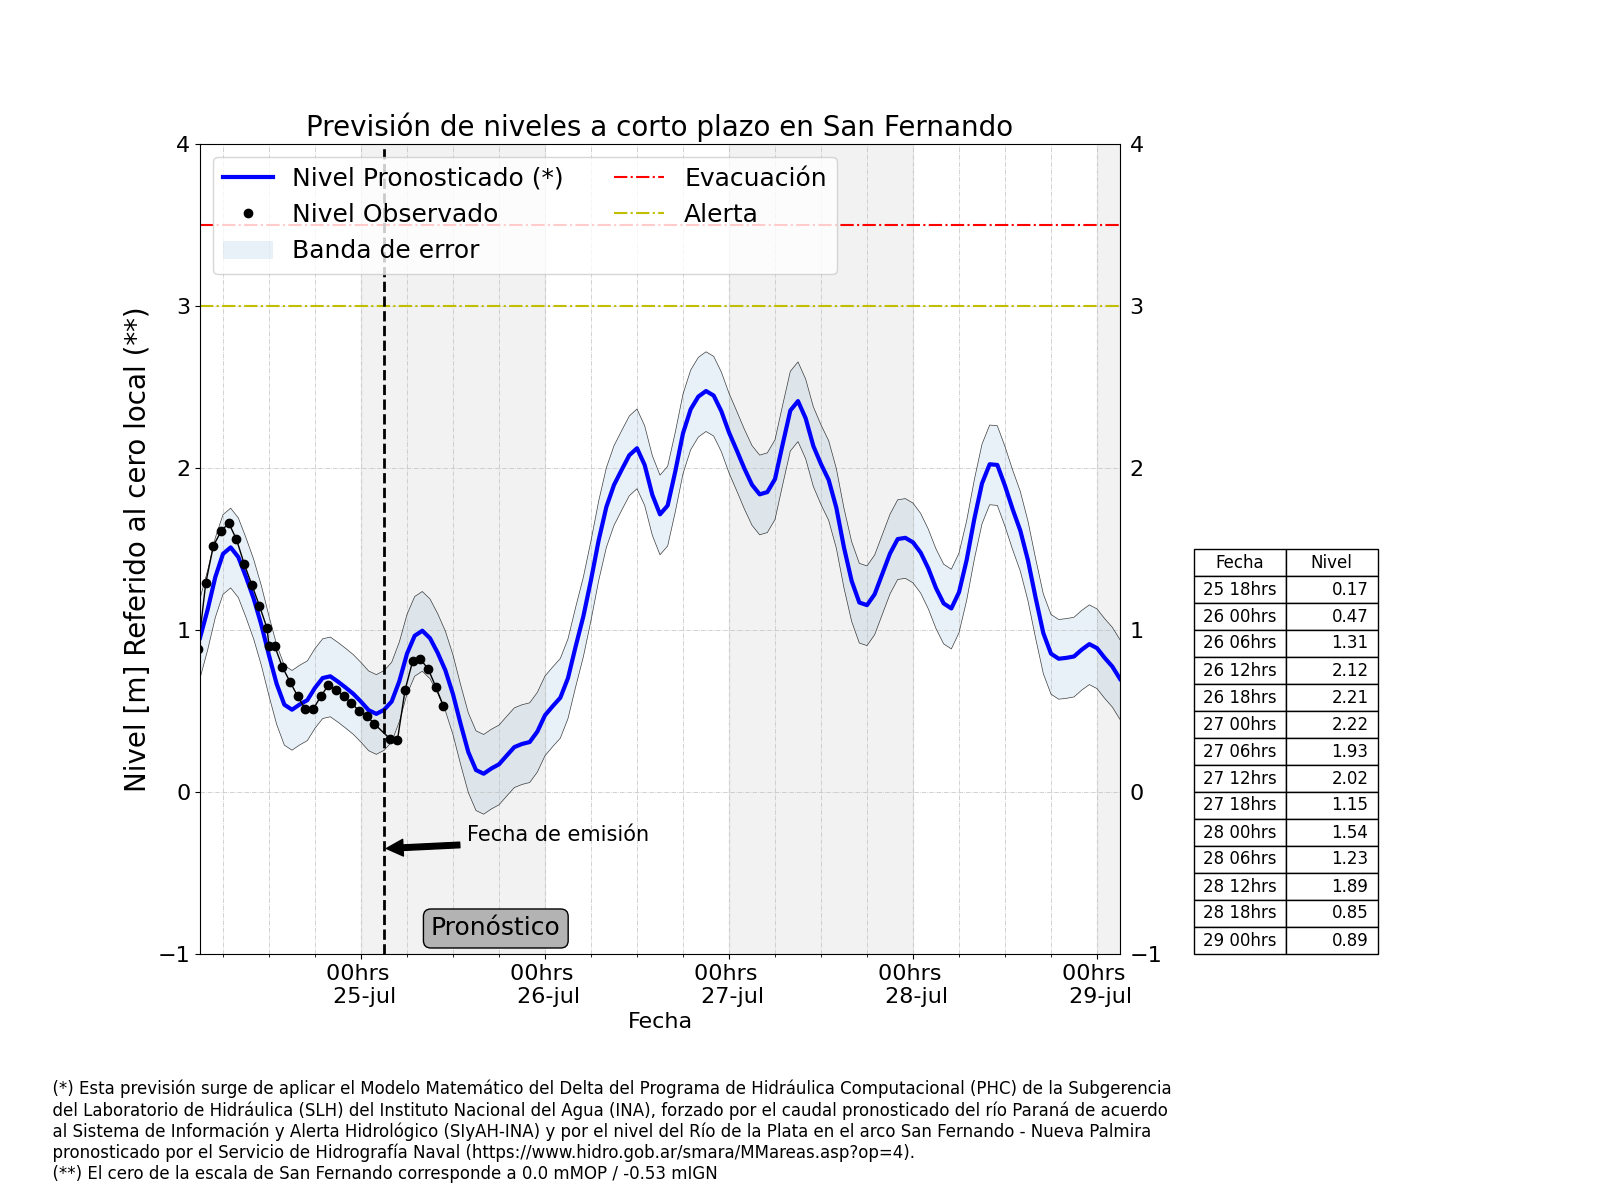 Previsión de niveles a corto plazo en San Fernando
Nivel Pronosticado (*)
Nivel Observado
Banda de error
Evacuación
Alerta
4
3
2
1
0
−1
4
3
2
1
0
−1
Nivel [m] Referido al cero local (**)
Fecha de emisión
Pronóstico
00hrs 00hrs 00hrs 00hrs 00hrs
25-jul 26-jul 27-jul 28-jul 29-jul
Fecha
Fecha Nivel
25 18hrs 0.17
26 00hrs 0.47
26 06hrs 1.31
26 12hrs 2.12
26 18hrs 2.21
27 00hrs 2.22
27 06hrs 1.93
27 12hrs 2.02
27 18hrs 1.15
28 00hrs 1.54
28 06hrs 1.23
28 12hrs 1.89
28 18hrs 0.85
29 00hrs 0.89
(*) Esta previsión surge de aplicar el Modelo Matemático del Delta del Programa de Hidráulica Computacional (PHC) de la Subgerencia
del Laboratorio de Hidráulica (SLH) del Instituto Nacional del Agua (INA), forzado por el caudal pronosticado del río Paraná de acuerdo
al Sistema de Información y Alerta Hidrológico (SIyAH-INA) y por el nivel del Río de la Plata en el arco San Fernando - Nueva Palmira
pronosticado por el Servicio de Hidrografía Naval (https://www.hidro.gob.ar/smara/MMareas.asp?op=4).
(**) El cero de la escala de San Fernando corresponde a 0.0 mMOP / -0.53 mIGN